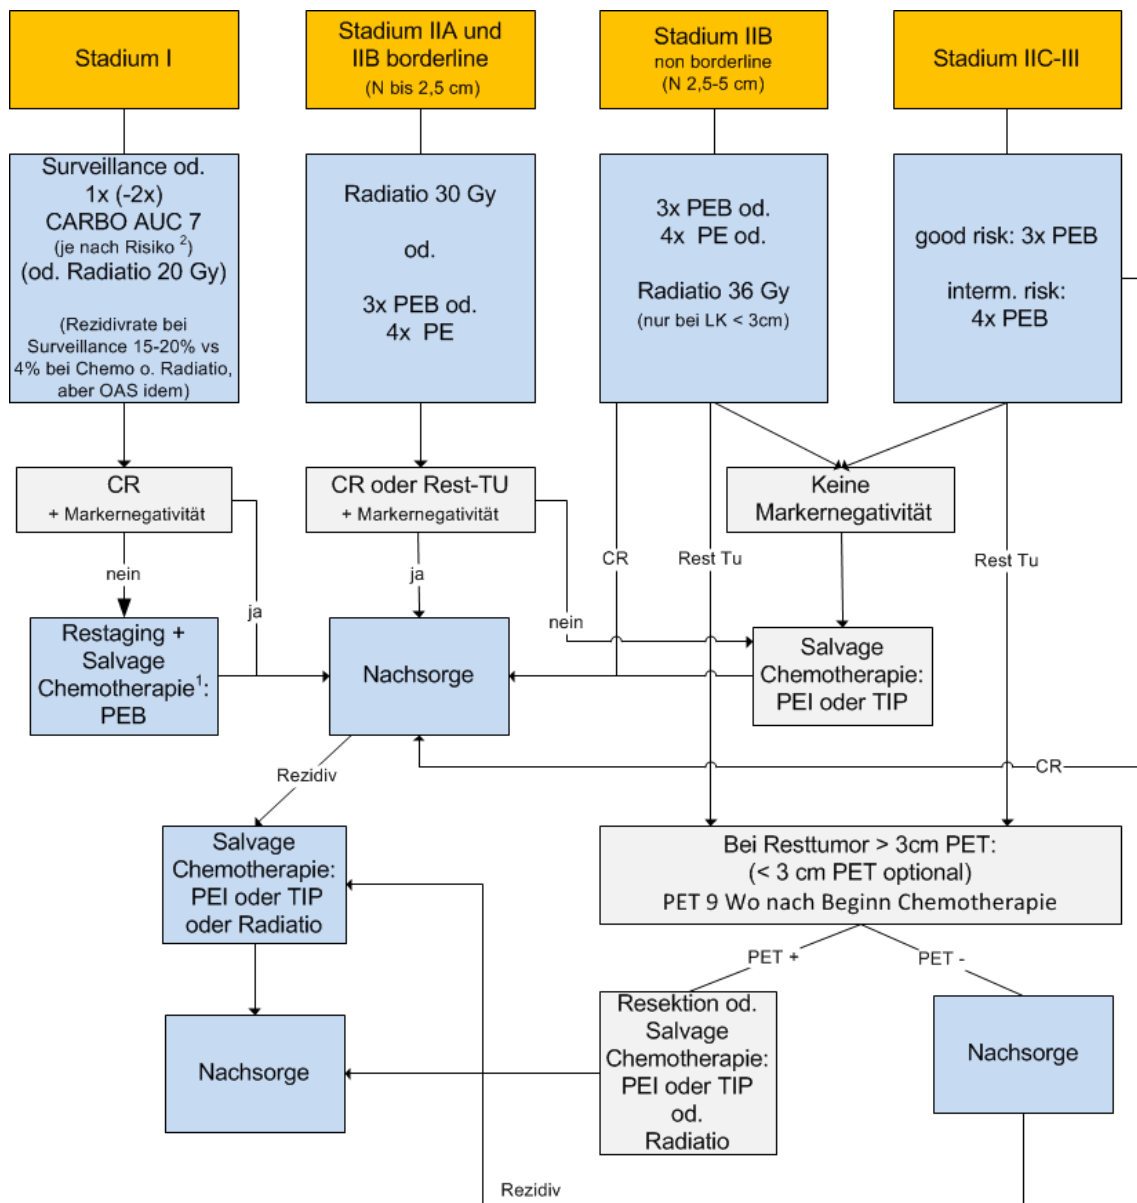 Stadium I
Stadium IIA und
IIB borderline
(N bis 2,5 cm)
Stadium IIB
non borderline
(N 2,5-5 cm)
Stadium IIC-III
Surveillance od.
1x (-2x)
CARBO AUC 7
(je nach Risiko ²)
(od. Radiatio 20 Gy)
(Rezidivrate bei
Surveillance 15-20% vs
4% bei Chemo o. Radiatio,
aber OAS idem)
Radiatio 30 Gy
od.
3x PEB od.
4x PE
3x PEB od.
4x PE od.
Radiatio 36 Gy
(nur bei LK < 3cm)
good risk: 3x PEB
interm. risk:
4x PEB
CR
+ Markernegativität
CR oder Rest-TU
+ Markernegativität
Keine
Markernegativität
nein
ja
ja
nein
CR
Rest Tu
Rest Tu
Restaging +
Salvage
Chemotherapie¹:
PEB
Nachsorge
Salvage
Chemotherapie:
PEI oder TIP
Rezidiv
CR
Salvage
Chemotherapie:
PEI oder TIP
oder Radiatio
Bei Resttumor > 3cm PET:
(< 3 cm PET optional)
PET 9 Wo nach Beginn Chemotherapie
PET +
PET -
Nachsorge
Resektion od.
Salvage
Chemotherapie:
PEI oder TIP
od.
Radiatio
Nachsorge
Rezidiv